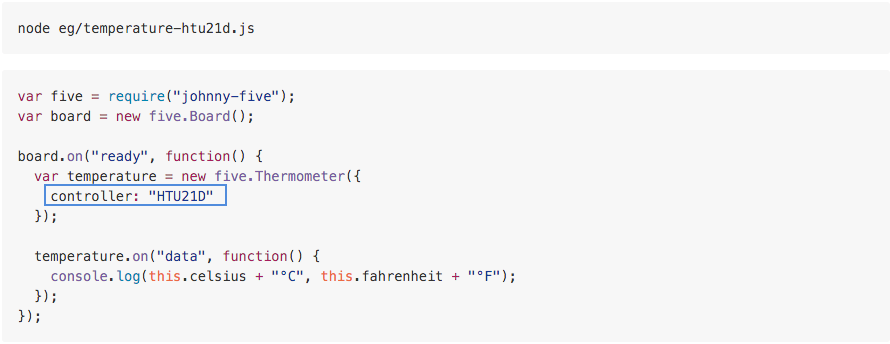 node eg/temperature-htu21d.js
var five = require("johnny-five");
var board = new five.Board();
board.on("ready", function() {
  var temperature = new five.Thermometer({
    controller: "HTU21D"
  });
  temperature.on("data", function() {
    console.log(this.celsius + "°C", this.fahrenheit + "°F");
  });
});